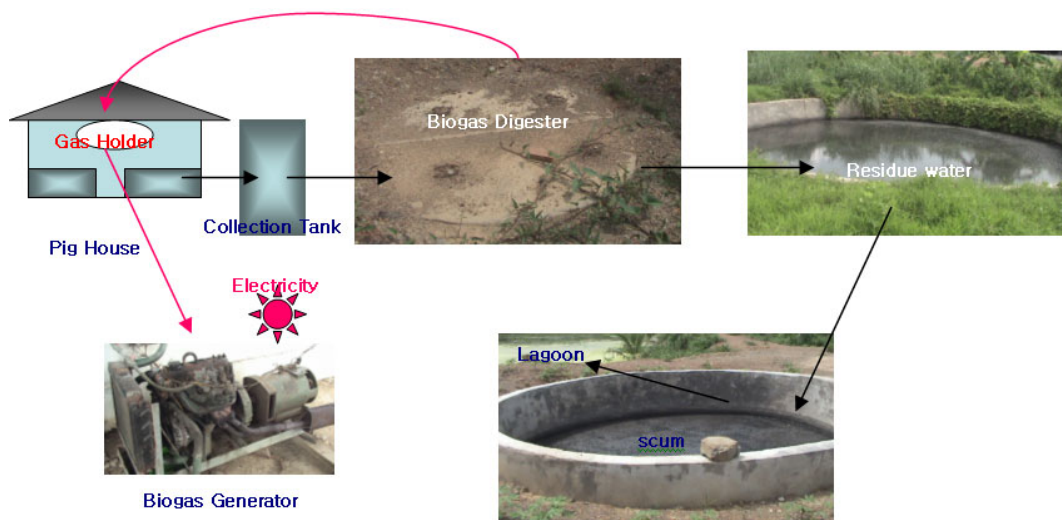 Biogas Digester
Gas Holder
Residue water
Collection Tank
Pig House
Electricity
Lagoon
scum
Biogas Generator